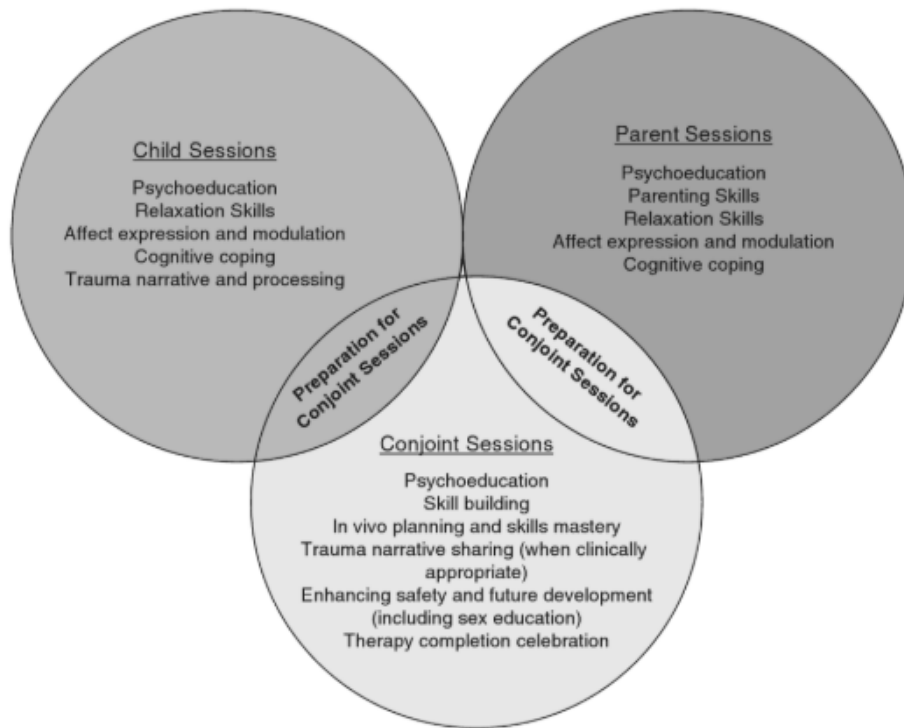 Child Sessions
Psychoeducation
Relaxation Skills
Affect expression and modulation
Cognitive coping
Trauma narrative and processing
Parent Sessions
Psychoeducation
Parenting Skills
Relaxation Skills
Affect expression and modulation
Cognitive coping
Preparation for
Conjoint Sessions
Preparation for
Conjoint Sessions
Conjoint Sessions
Psychoeducation
Skill building
In vivo planning and skills mastery
Trauma narrative sharing (when clinically
appropriate)
Enhancing safety and future development
(including sex education)
Therapy completion celebration